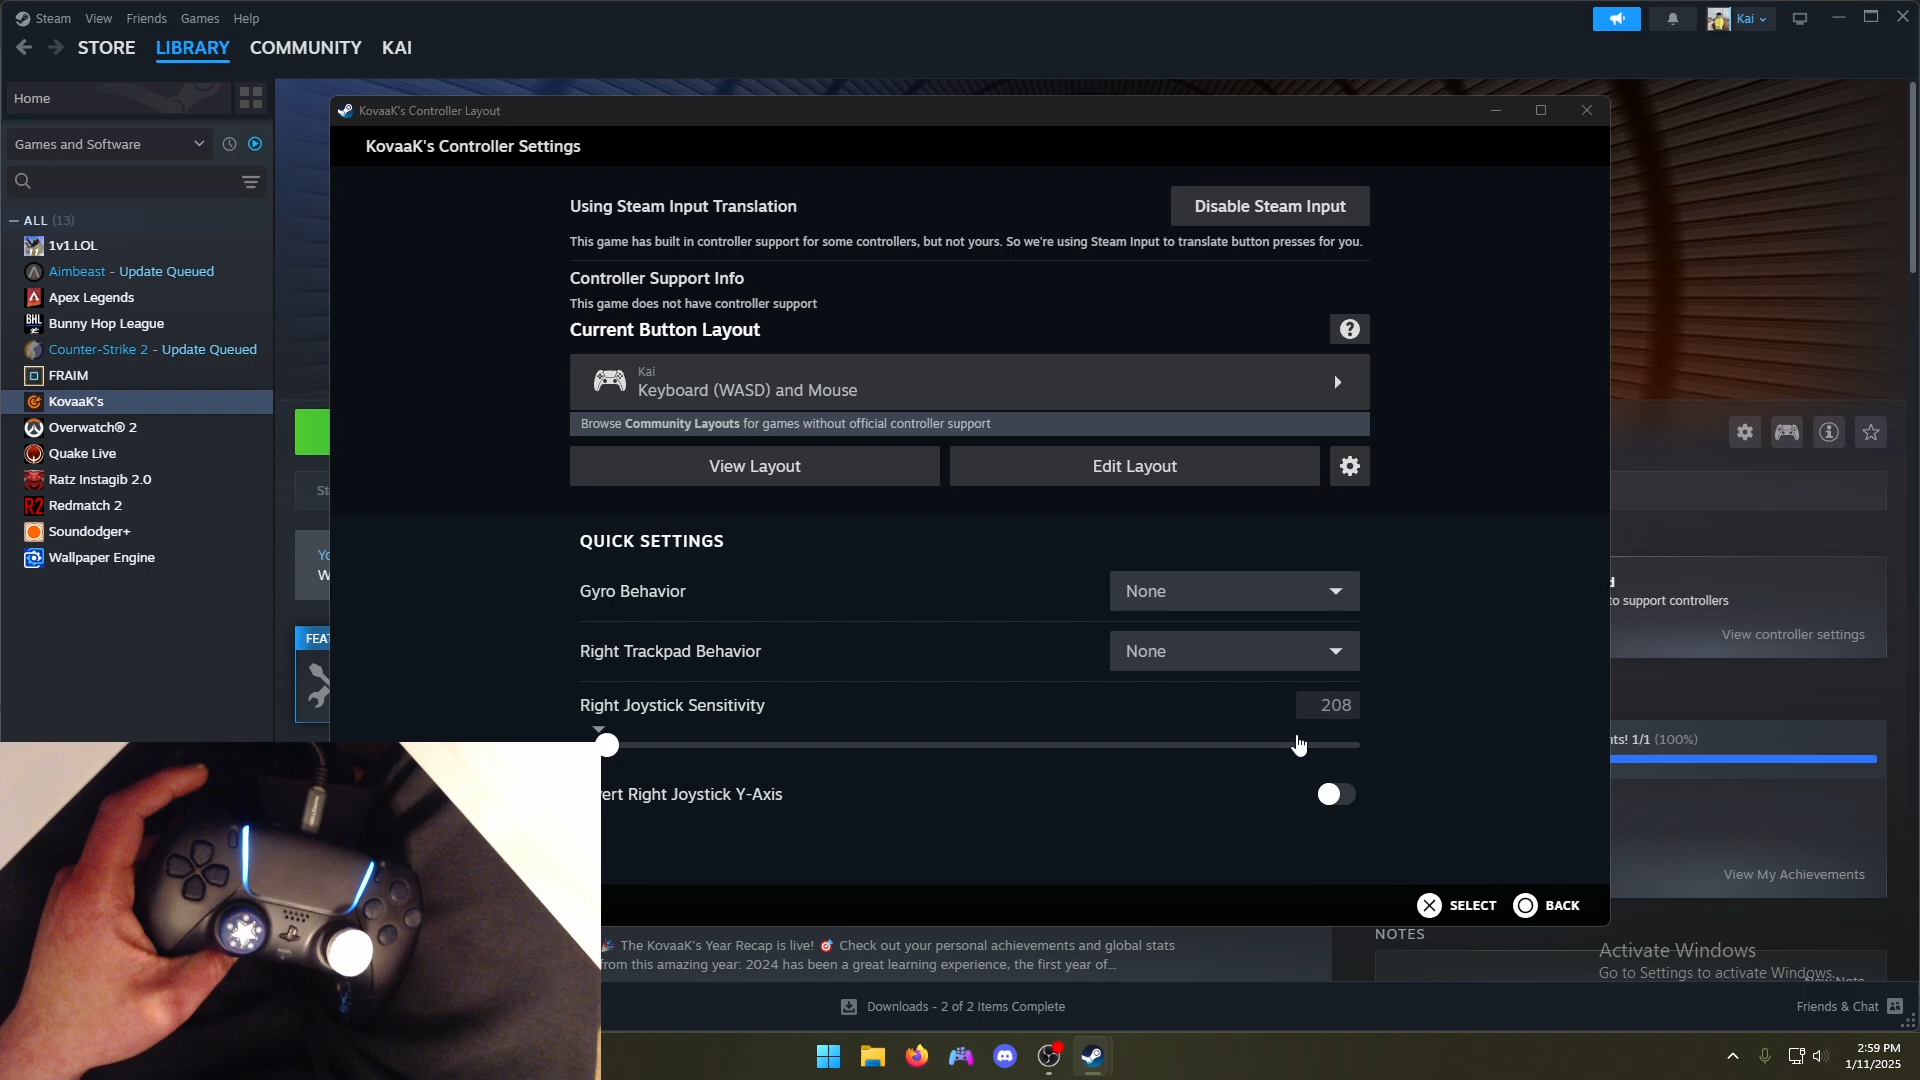 Steam View Friends Games Help
Kai
STORE LIBRARY COMMUNITY KAI
Home
Games and Software
ALL (13)
1v1.LOL
Aimbeast - Update Queued
Apex Legends
Bunny Hop League
Counter-Strike 2 - Update Queued
FRAIM
KovaaK's
Overwatch® 2
Quake Live
Ratz Instagib 2.0
Redmatch 2
Soundodger+
Wallpaper Engine
KovaaK's Controller Layout
KovaaK's Controller Settings
Using Steam Input Translation
Disable Steam Input
This game has built in controller support for some controllers, but not yours. So we're using Steam Input to translate button presses for you.
Controller Support Info
This game does not have controller support
Current Button Layout
Kai
Keyboard (WASD) and Mouse
Browse Community Layouts for games without official controller support
View Layout
Edit Layout
QUICK SETTINGS
Gyro Behavior
None
Right Trackpad Behavior
None
Right Joystick Sensitivity
208
ert Right Joystick Y-Axis
SELECT
BACK
St
Yo
W
FEAT
d
to support controllers
View controller settings
nts! 1/1 (100%)
View My Achievements
NOTES
New Note
The KovaaK's Year Recap is live! 🎯 Check out your personal achievements and global stats
from this amazing year: 2024 has been a great learning experience, the first year of...
Activate Windows
Go to Settings to activate Windows.
Downloads - 2 of 2 Items Complete
Friends & Chat
2:59 PM
1/11/2025